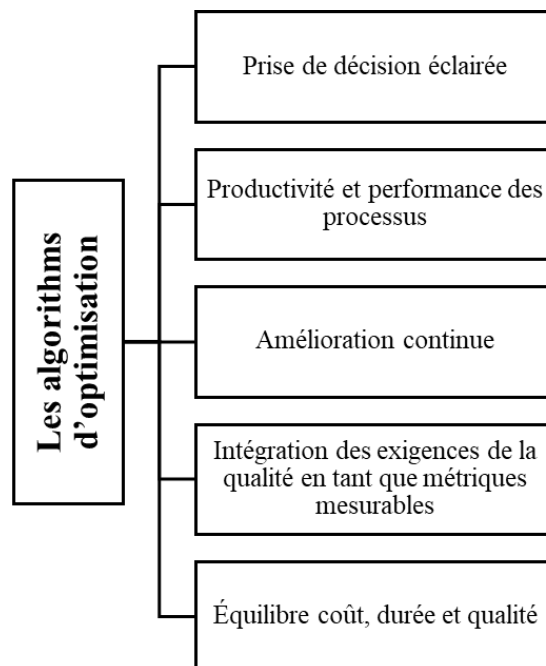 Les algorithms
d’optimisation
Prise de décision éclairée
Productivité et performance des
processus
Amélioration continue
Intégration des exigences de la
qualité en tant que métriques
mesurables
Équilibre coût, durée et qualité